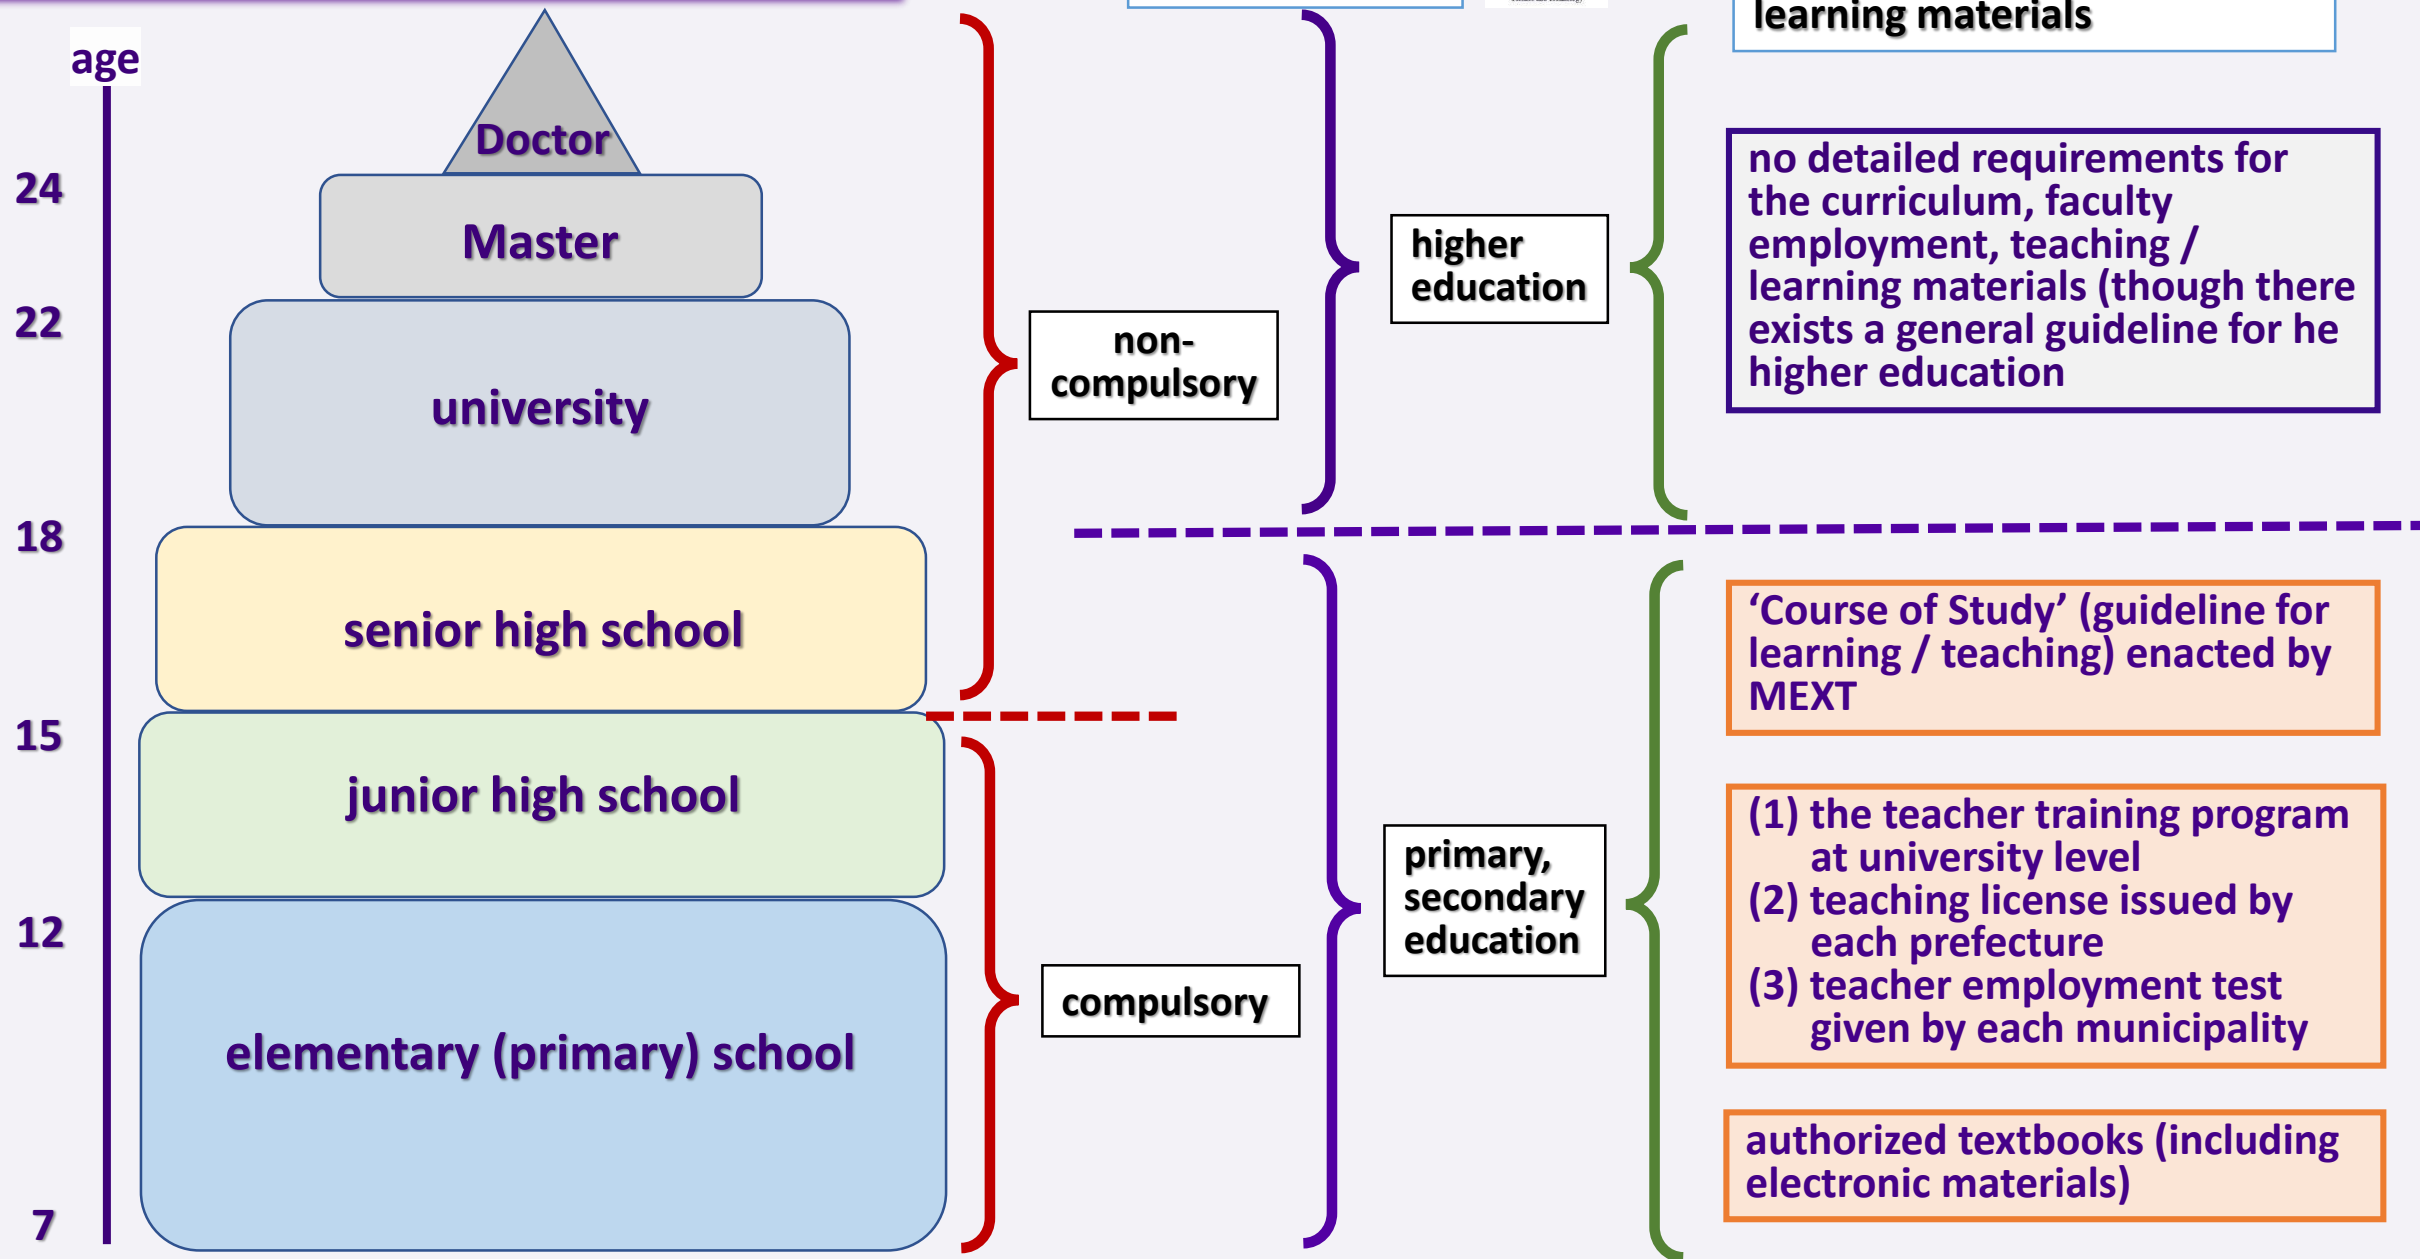 learning materials
age
Doctor
24
Master
22
university
18
senior high school
15
junior high school
12
elementary (primary) school
7
non-
compulsory
compulsory
higher
education
primary,
secondary
education
no detailed requirements for
the curriculum, faculty
employment, teaching /
learning materials (though there
exists a general guideline for he
higher education
‘Course of Study’ (guideline for
learning / teaching) enacted by
MEXT
(1) the teacher training program
at university level
(2) teaching license issued by
each prefecture
(3) teacher employment test
given by each municipality
authorized textbooks (including
electronic materials)